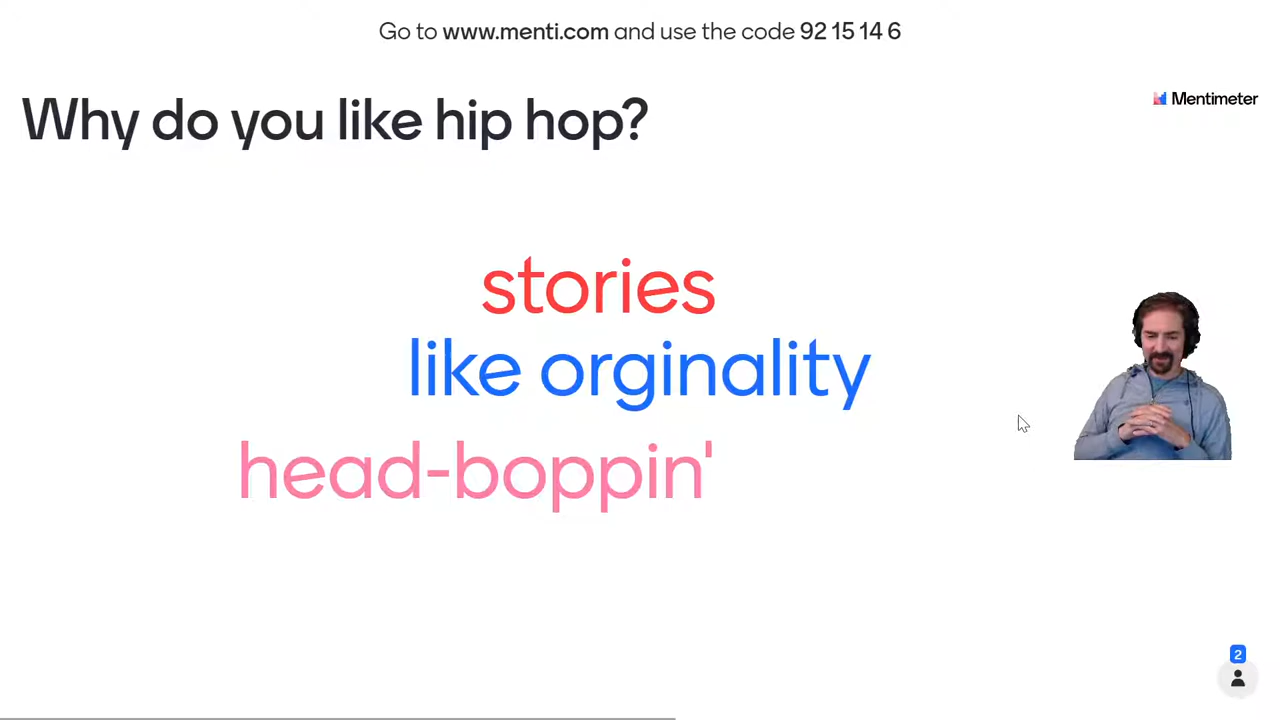 Go to www.menti.com and use the code 92 15 14 6
Mentimeter
Why do you like hip hop?
stories
like orginality
head-boppin'
2